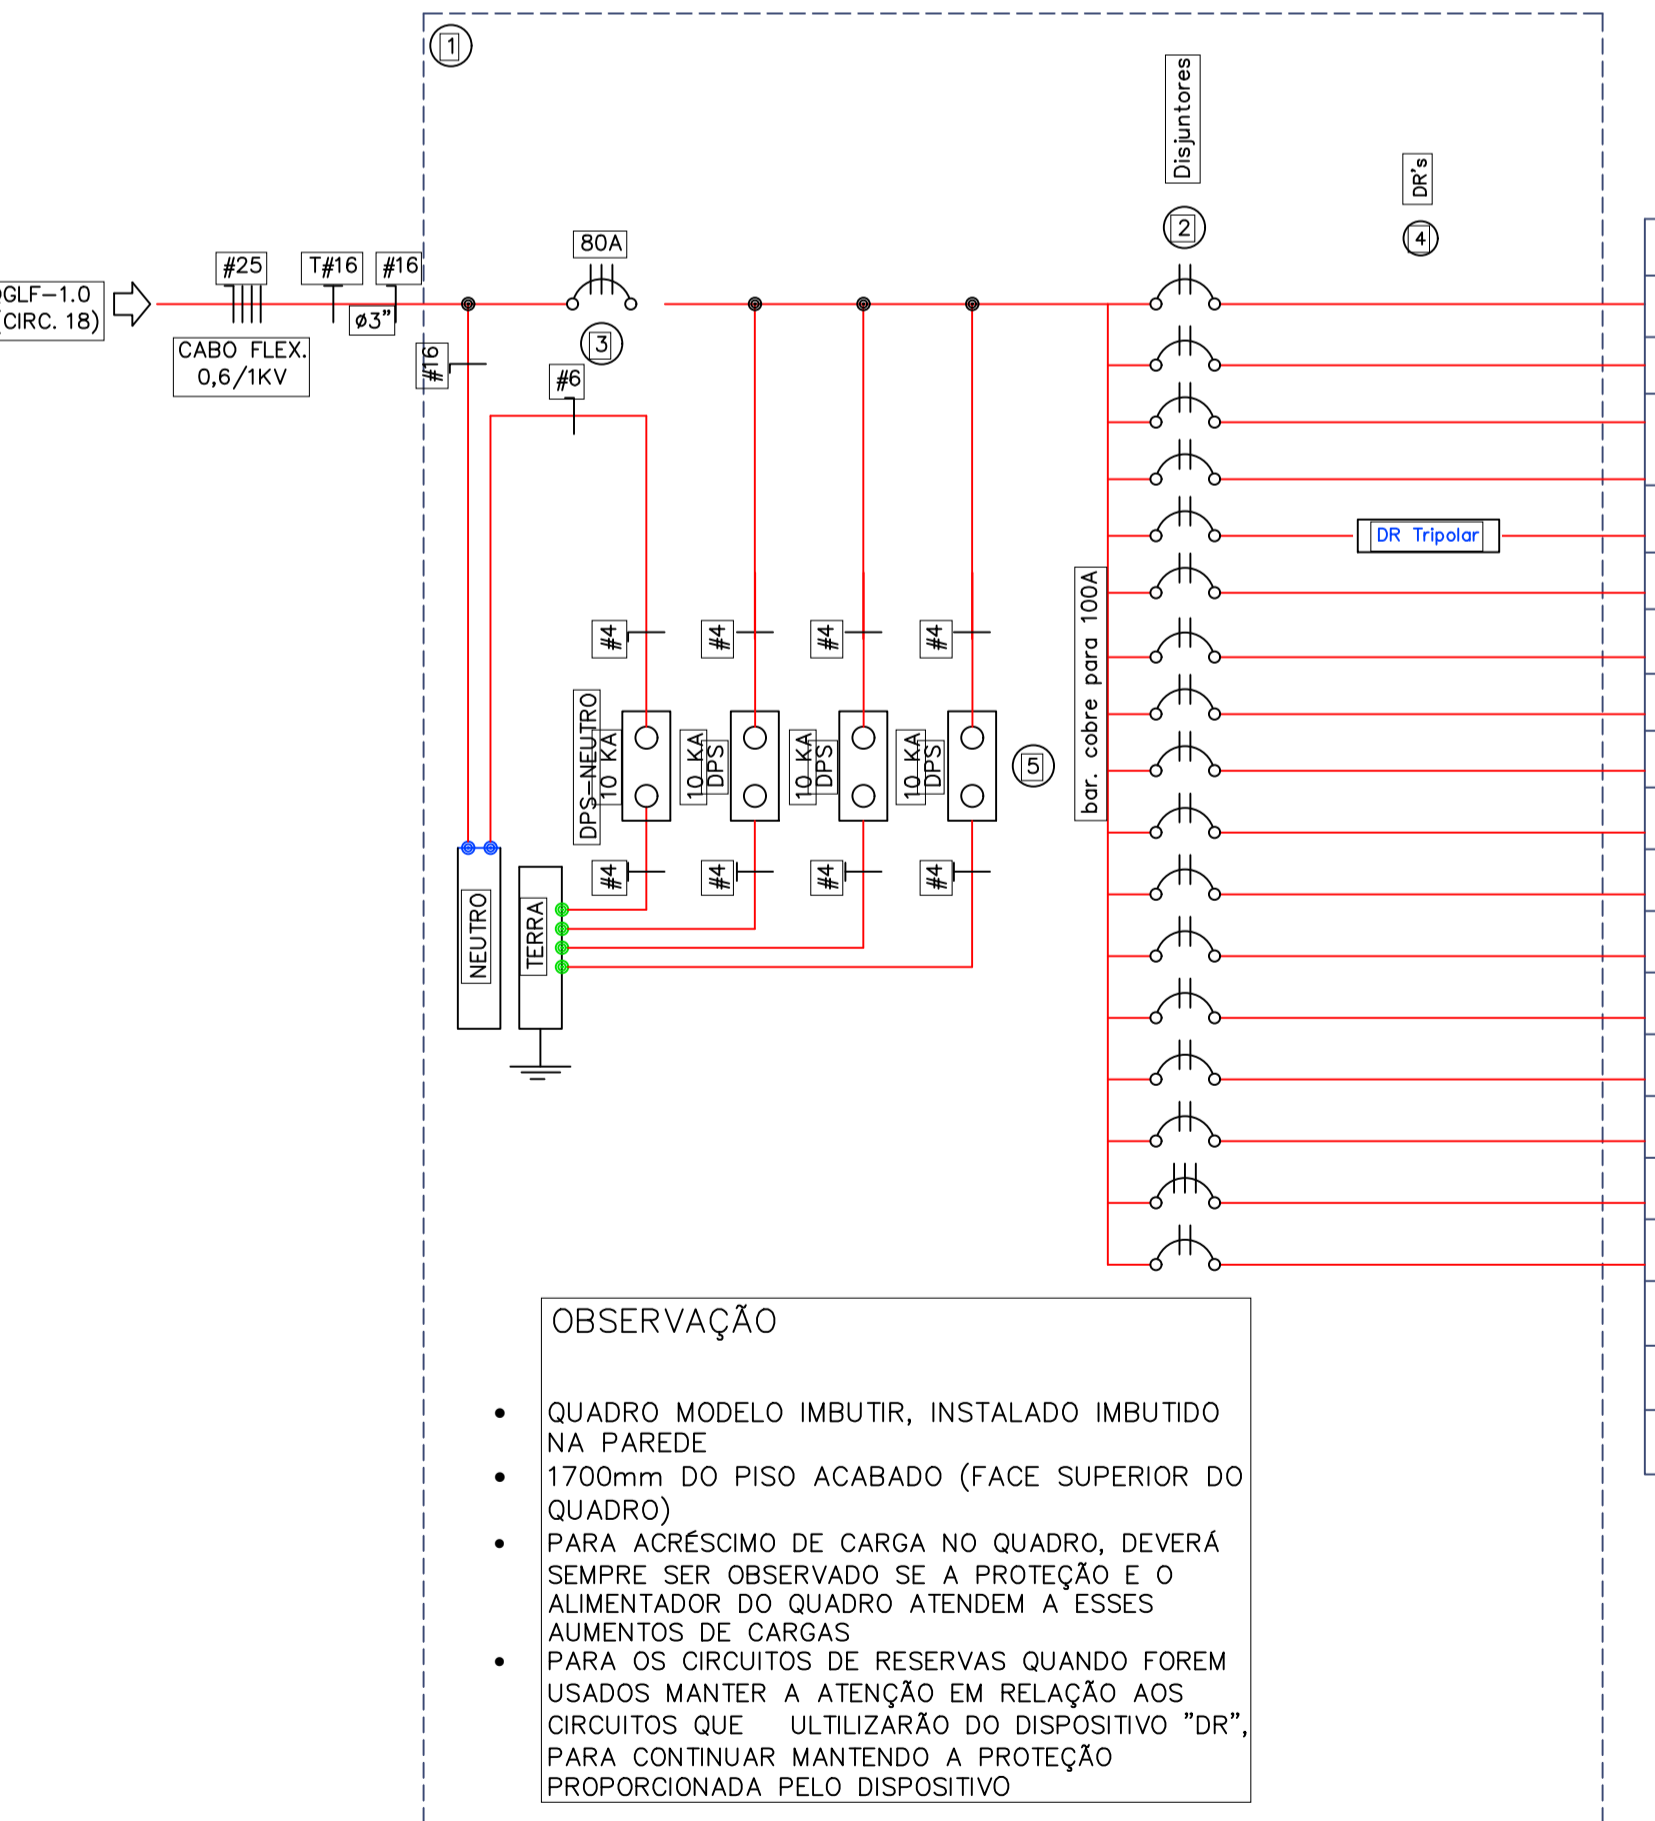 1
Disjuntores
DR's
2
4
80A
#25
T#16
#16
GLF-1.0
(CIRC. 18)
ø3"
3
CABO FLEX.
0,6/1KV
#16
#6
DR Tripolar
bar. cobre para 100A
#4
#4
#4
#4
DPS-NEUTRO
10 KA
10 KA
DPS
10 KA
DPS
10 KA
DPS
5
#4
#4
#4
#4
NEUTRO
TERRA
OBSERVAÇÃO
• QUADRO MODELO IMBUTIR, INSTALADO IMBUTIDO
NA PAREDE
• 1700mm DO PISO ACABADO (FACE SUPERIOR DO
QUADRO)
• PARA ACRÉSCIMO DE CARGA NO QUADRO, DEVERÁ
SEMPRE SER OBSERVADO SE A PROTEÇÃO E O
ALIMENTADOR DO QUADRO ATENDEM A ESSES
AUMENTOS DE CARGAS
• PARA OS CIRCUITOS DE RESERVAS QUANDO FOREM
USADOS MANTER A ATENÇÃO EM RELAÇÃO AOS
CIRCUITOS QUE ULTILIZARÃO DO DISPOSITIVO "DR",
PARA CONTINUAR MANTENDO A PROTEÇÃO
PROPORCIONADA PELO DISPOSITIVO